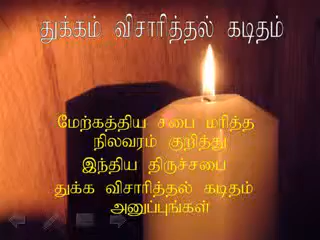 துக்கம் விசாரித்தல் கடிதம்
மேற்கத்திய சபை மரித்த
நிலவரம் குறித்து
இந்திய திருச்சபை
துக்க விசாரித்தல் கடிதம்
அனுப்புங்கள்